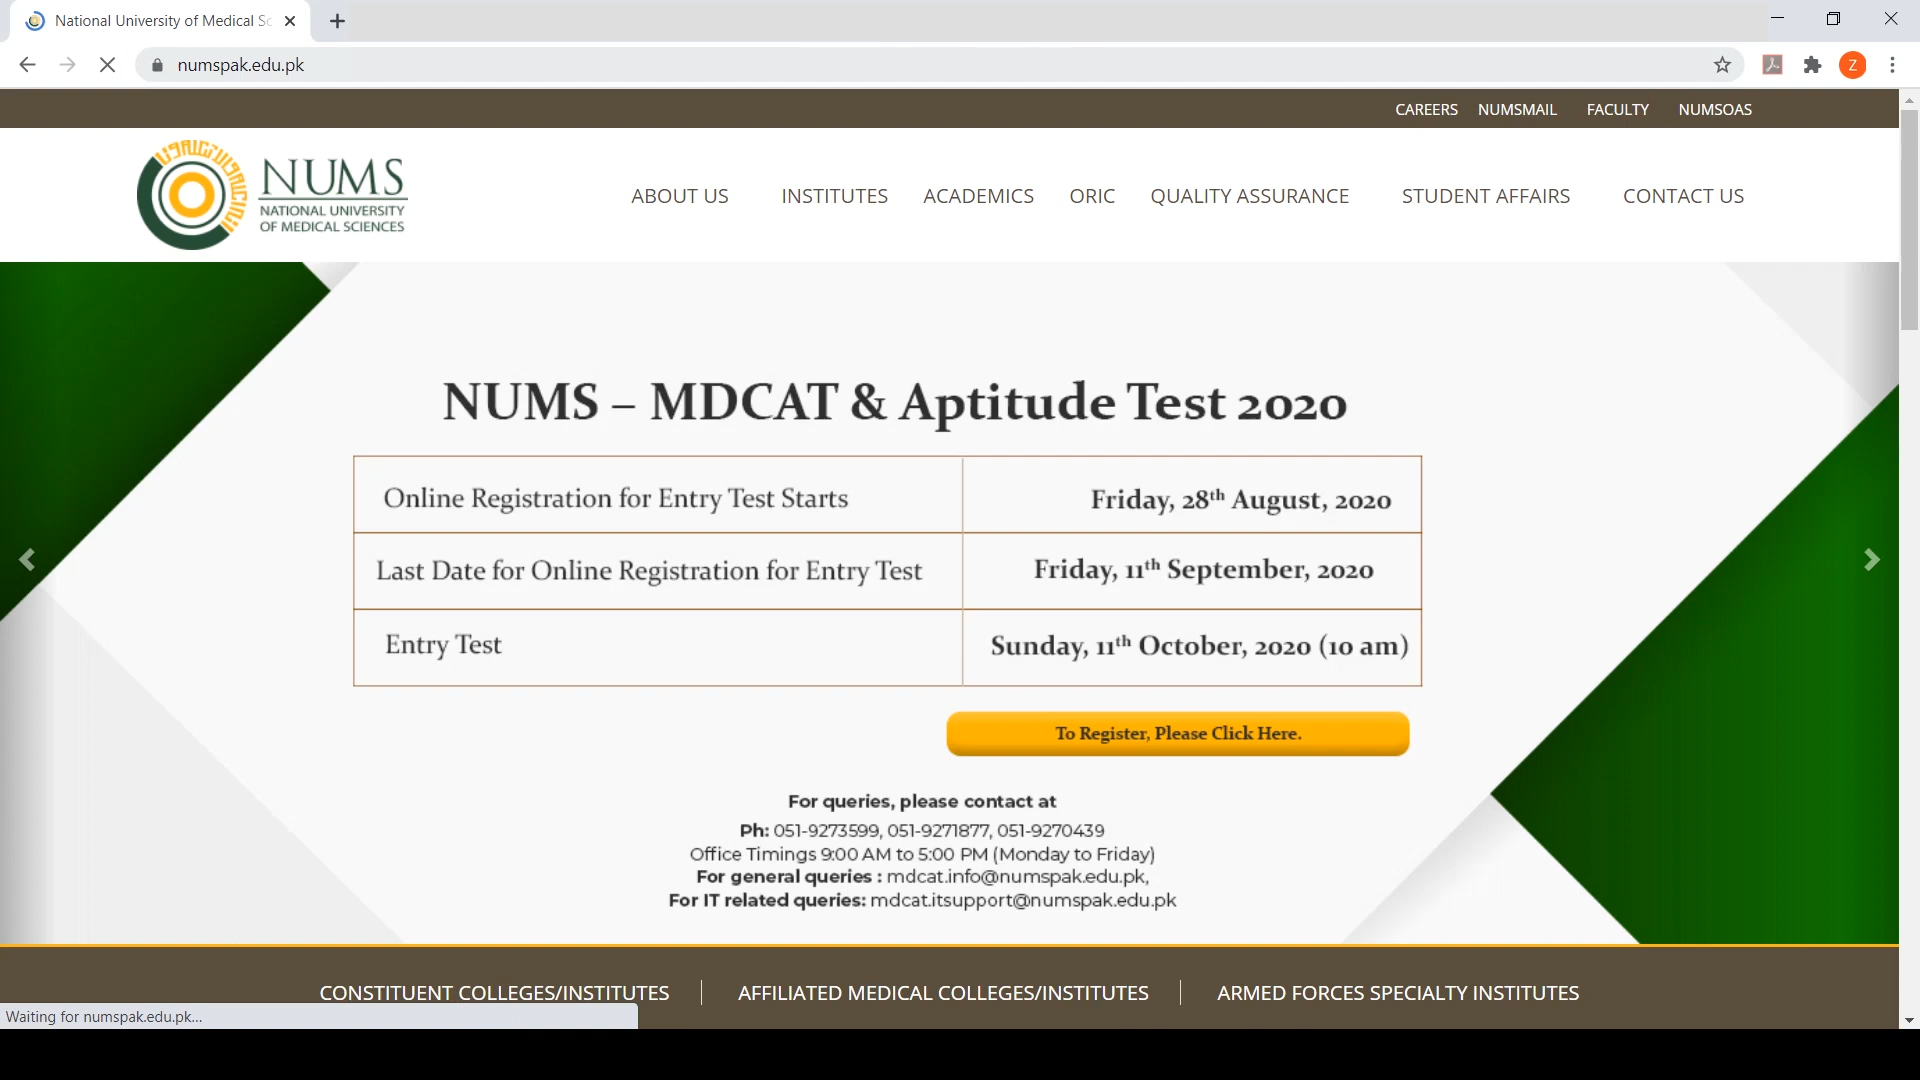 National University of Medical Sc
numspak.edu.pk
Z
CAREERS NUMSMAIL FACULTY NUMSOAS
NUMS
NATIONAL UNIVERSITY
OF MEDICAL SCIENCES
ABOUT US INSTITUTES ACADEMICS ORIC QUALITY ASSURANCE STUDENT AFFAIRS CONTACT US
NUMS – MDCAT & Aptitude Test 2020
Online Registration for Entry Test Starts Friday, 28th August, 2020
Last Date for Online Registration for Entry Test Friday, 11th September, 2020
Entry Test Sunday, 11th October, 2020 (10 am)
To Register, Please Click Here.
For queries, please contact at
Ph: 051-9273599, 051-9271877, 051-9270439
Office Timings 9:00 AM to 5:00 PM (Monday to Friday)
For general queries : mdcat.info@numspak.edu.pk,
For IT related queries: mdcat.itsupport@numspak.edu.pk
CONSTITUENT COLLEGES/INSTITUTES AFFILIATED MEDICAL COLLEGES/INSTITUTES ARMED FORCES SPECIALTY INSTITUTES
Waiting for numspak.edu.pk...